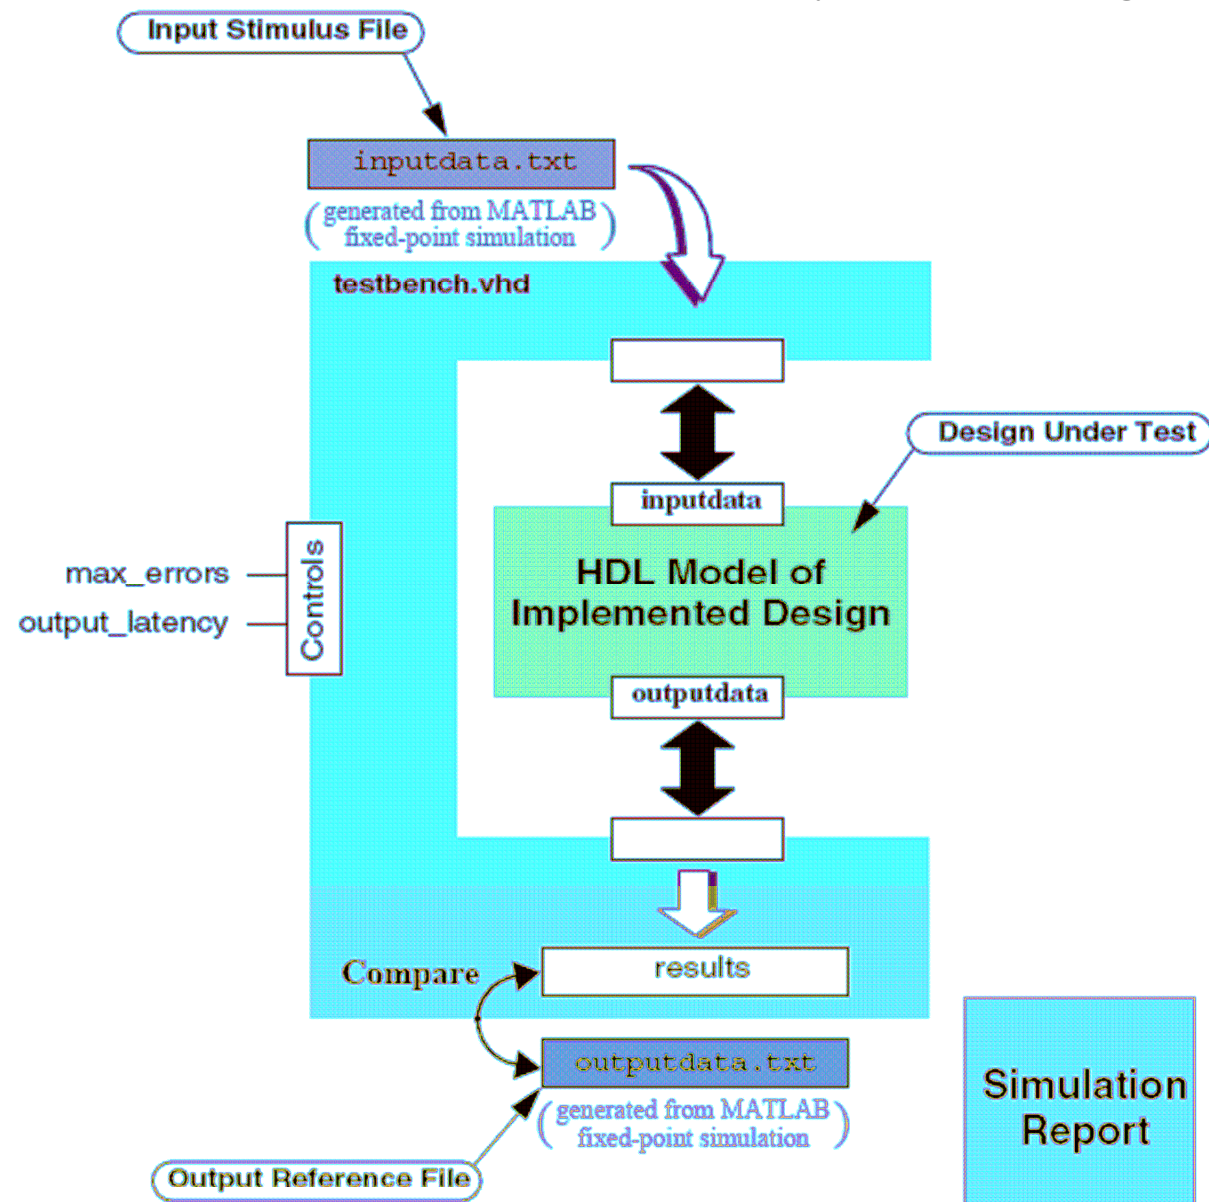 Input Stimulus File
inputdata.txt
(generated from MATLAB
fixed-point simulation)
testbench.vhd
Design Under Test
inputdata
HDL Model of
Implemented Design
max_errors
output_latency
Controls
outputdata
results
Compare
outputdata.txt
(generated from MATLAB
fixed-point simulation)
Simulation
Report
Output Reference File